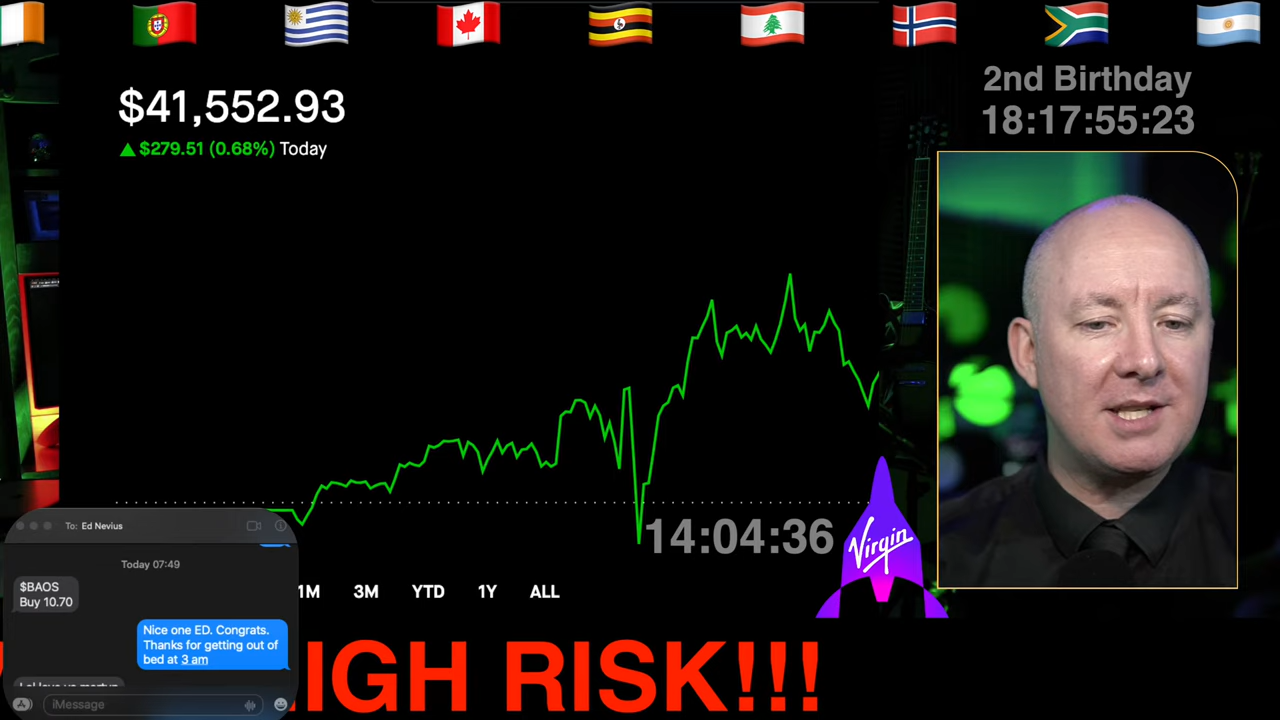 2nd Birthday
18:17:55:23
$41,552.93
▲ $279.51 (0.68%) Today
14:04:36
Virgin
1M 3M YTD 1Y ALL
To: Ed Nevius
Today 07:49
$BAOS
Buy 10.70
Nice one ED. Congrats.
Thanks for getting out of
bed at 3 am
iMessage
IGH RISK!!!